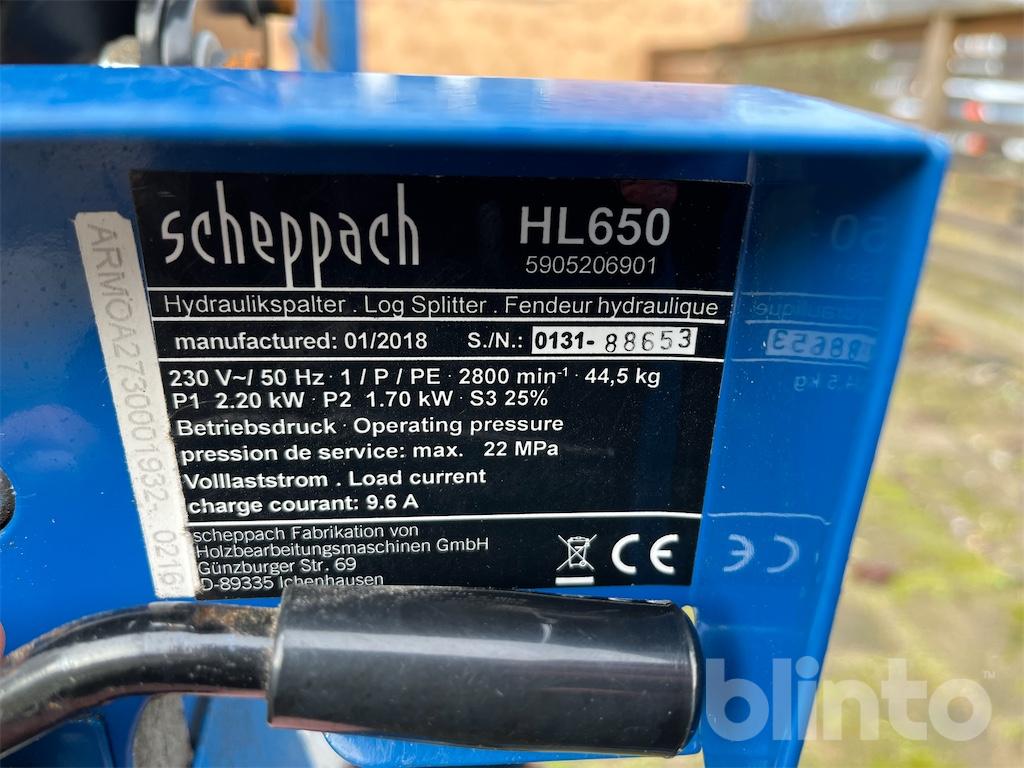 scheppach
HL650
5905206901
Hydraulikspalter . Log Splitter . Fendeur hydraulique
manufactured: 01/2018 S./N.: 0131- 88653
230 V~/ 50 Hz · 1 / P / PE · 2800 min-1 · 44,5 kg
P1 2.20 kW · P2 1.70 kW · S3 25%
Betriebsdruck · Operating pressure
pression de service: max. 22 MPa
Volllaststrom . Load current
charge courant: 9.6 A
scheppach Fabrikation von
Holzbearbeitungsmaschinen GmbH
Günzburger Str. 69
D-89335 Ichenhausen
CE
ARMOA27300001932- 0216
blinto™